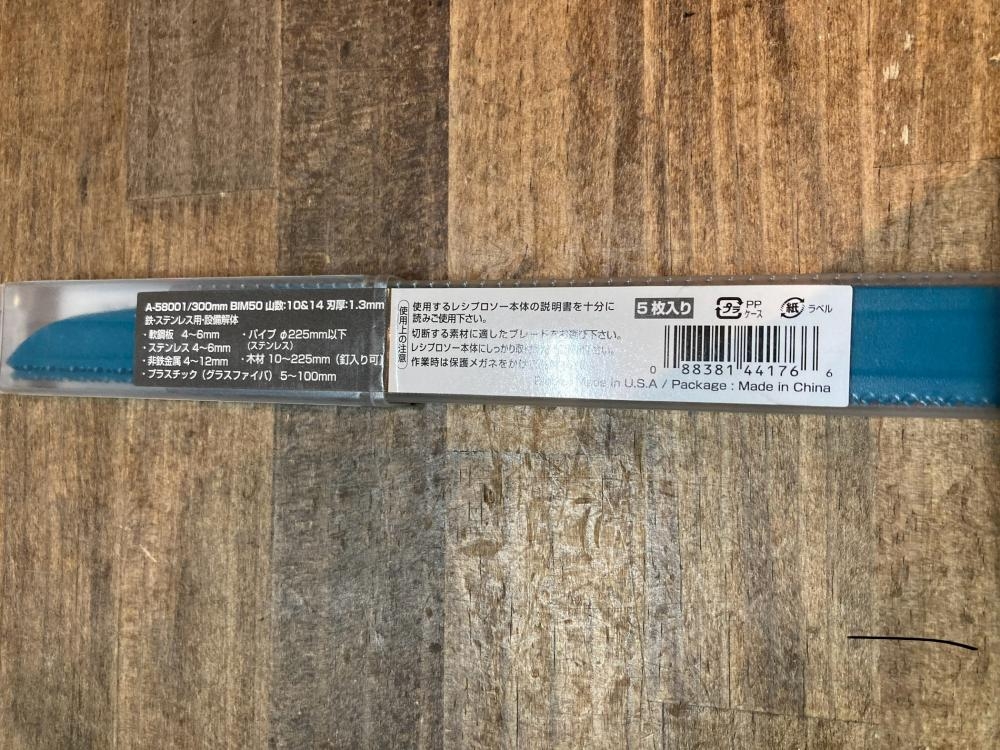 A-58001/300mm BIM50 山数:10&14 刃厚:1.3mm
鉄・ステンレス用・設備解体
・軟鋼板 4〜6mm
・ステンレス 4〜6mm
・非鉄金属 4〜12mm
・パイプ φ225mm以下
(ステンレス)
・木材 10〜225mm (釘入り可)
・プラスチック (グラスファイバ) 5〜100mm
使用上の注意
使用するレシプロソー本体の説明書を十分に
読みご使用下さい。
切断する素材に適したブレードをお選び下さい。
レシプロソー本体にしっかり取
作業時は保護メガネをかけ
5枚入り
プラ
PP
ケース
紙
ラベル
0 88381 44176 6
Made in U.S.A / Package : Made in China